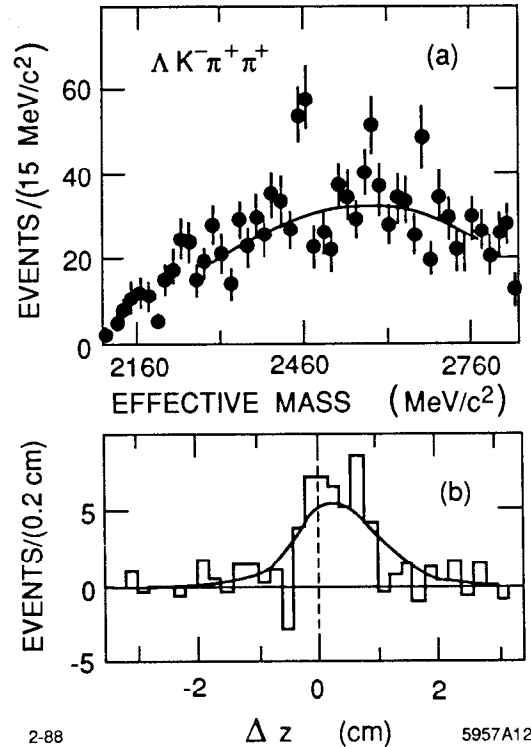 Λ K⁻π⁺π⁺ (a)
EVENTS/(15 MeV/c²)
60
40
20
0
2160 2460 2760
EFFECTIVE MASS (MeV/c²)
(b)
EVENTS/(0.2 cm)
5
0
-5
-2 0 2
2-88 Δ z (cm) 5957A12